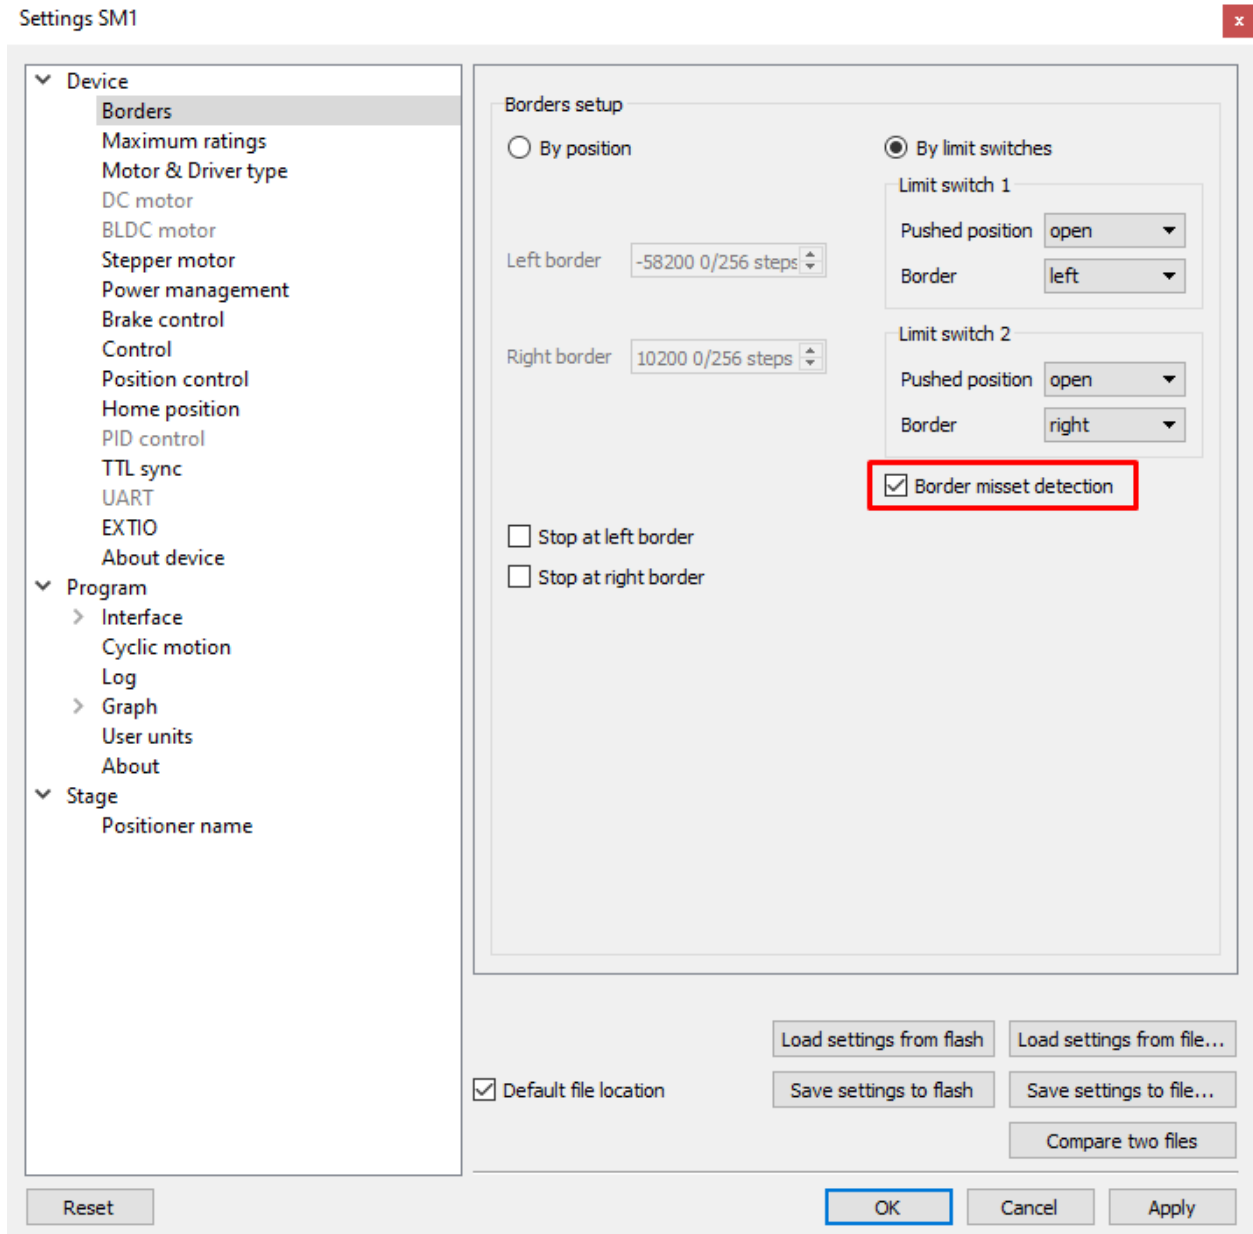 Settings SM1
x
Device
Borders
Maximum ratings
Motor & Driver type
DC motor
BLDC motor
Stepper motor
Power management
Brake control
Control
Position control
Home position
PID control
TTL sync
UART
EXTIO
About device
Program
Interface
Cyclic motion
Log
Graph
User units
About
Stage
Positioner name
Borders setup
By position
By limit switches
Limit switch 1
Pushed position open
Border left
Left border -58200 0/256 steps
Right border 10200 0/256 steps
Limit switch 2
Pushed position open
Border right
Border misset detection
Stop at left border
Stop at right border
Load settings from flash
Load settings from file...
Default file location
Save settings to flash
Save settings to file...
Compare two files
Reset
OK
Cancel
Apply